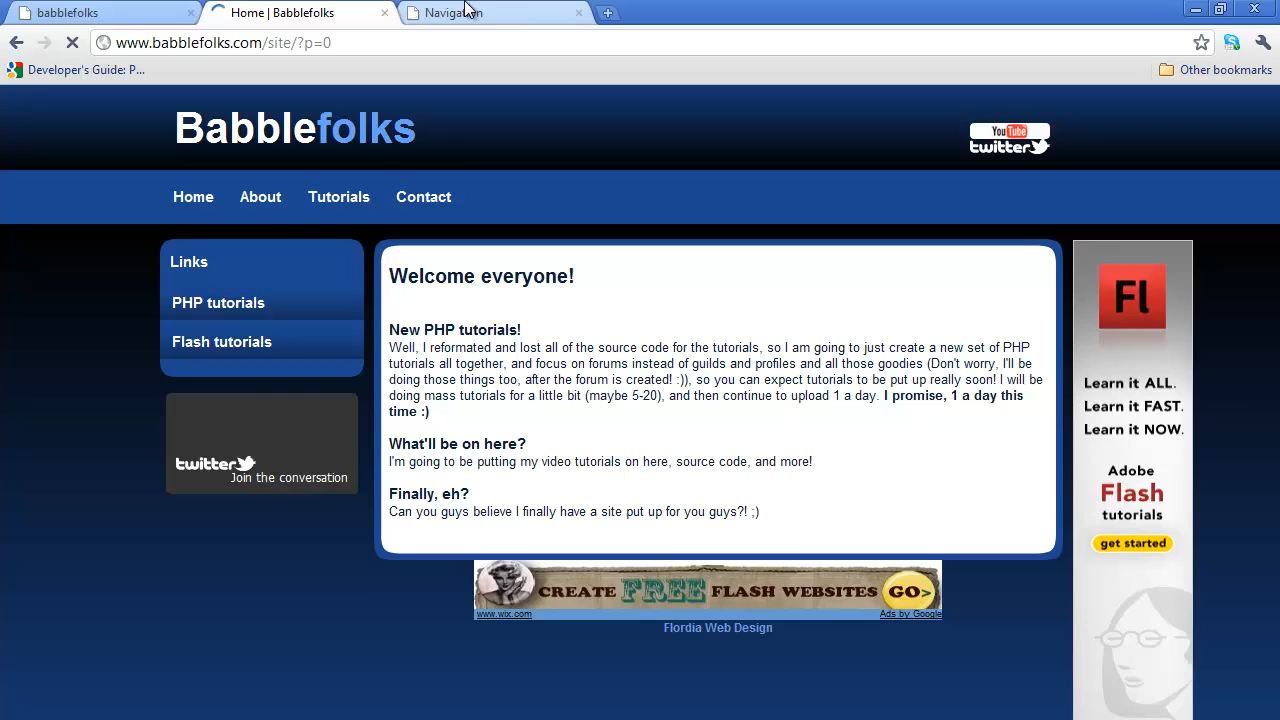 babblefolks
Home | Babblefolks
Navigation
www.babblefolks.com/site/?p=0
Developer's Guide: P...
Other bookmarks
Babblefolks
YouTube
twitter
Home
About
Tutorials
Contact
Links
PHP tutorials
Flash tutorials
twitter
Join the conversation
Welcome everyone!
New PHP tutorials!
Well, I reformated and lost all of the source code for the tutorials, so I am going to just create a new set of PHP
tutorials all together, and focus on forums instead of guilds and profiles and all those goodies (Don't worry, I'll be
doing those things too, after the forum is created! :)), so you can expect tutorials to be put up really soon! I will be
doing mass tutorials for a little bit (maybe 5-20), and then continue to upload 1 a day. I promise, 1 a day this
time :)
What'll be on here?
I'm going to be putting my video tutorials on here, source code, and more!
Finally, eh?
Can you guys believe I finally have a site put up for you guys?! ;)
CREATE FREE FLASH WEBSITES GO>
www.wix.com
Ads by Google
Flordia Web Design
Fl
Learn it ALL.
Learn it FAST.
Learn it NOW.
Adobe
Flash
tutorials
get started